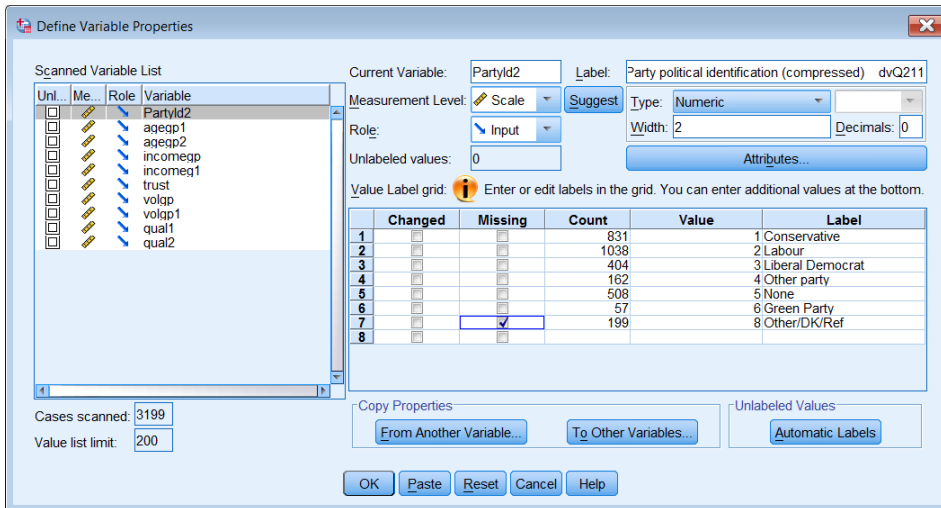 Define Variable Properties
Scanned Variable List
Unl... Me... Role Variable
PartyId2
agegp1
agegp2
incomegp
incomeg1
trust
volgp
volgp1
qual1
qual2
Cases scanned: 3199
Value list limit: 200
Current Variable: PartyId2 Label: Party political identification (compressed) dvQ211
Measurement Level: Scale Suggest Type: Numeric
Role: Input Width: 2 Decimals: 0
Unlabeled values: 0 Attributes...
Value Label grid: Enter or edit labels in the grid. You can enter additional values at the bottom.
Changed Missing Count Value Label
1 831 1 Conservative
2 1038 2 Labour
3 404 3 Liberal Democrat
4 162 4 Other party
5 508 5 None
6 57 6 Green Party
7 199 8 Other/DK/Ref
8
Copy Properties Unlabeled Values
From Another Variable... To Other Variables... Automatic Labels
OK Paste Reset Cancel Help